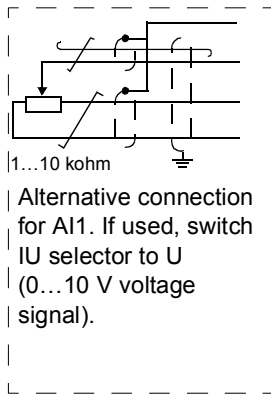 1…10 kohm
Alternative connection
for AI1. If used, switch
IU selector to U
(0…10 V voltage
signal).